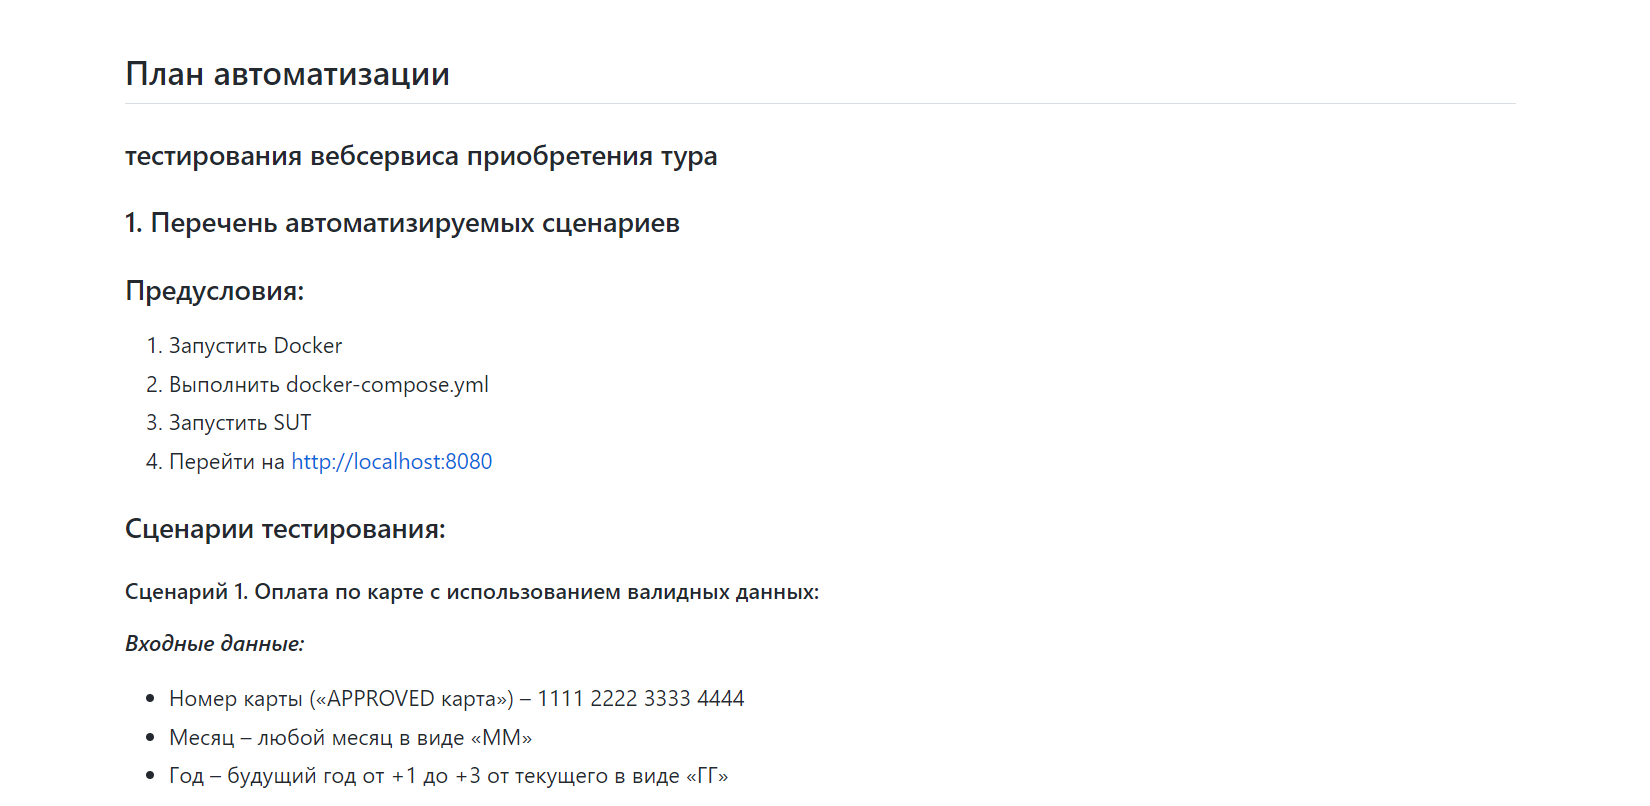 План автоматизации
тестирования вебсервиса приобретения тура
1. Перечень автоматизируемых сценариев
Предусловия:
1. Запустить Docker
2. Выполнить docker-compose.yml
3. Запустить SUT
4. Перейти на http://localhost:8080
Сценарии тестирования:
Сценарий 1. Оплата по карте с использованием валидных данных:
Входные данные:
• Номер карты («APPROVED карта») – 1111 2222 3333 4444
• Месяц – любой месяц в виде «ММ»
• Год – будущий год от +1 до +3 от текущего в виде «ГГ»